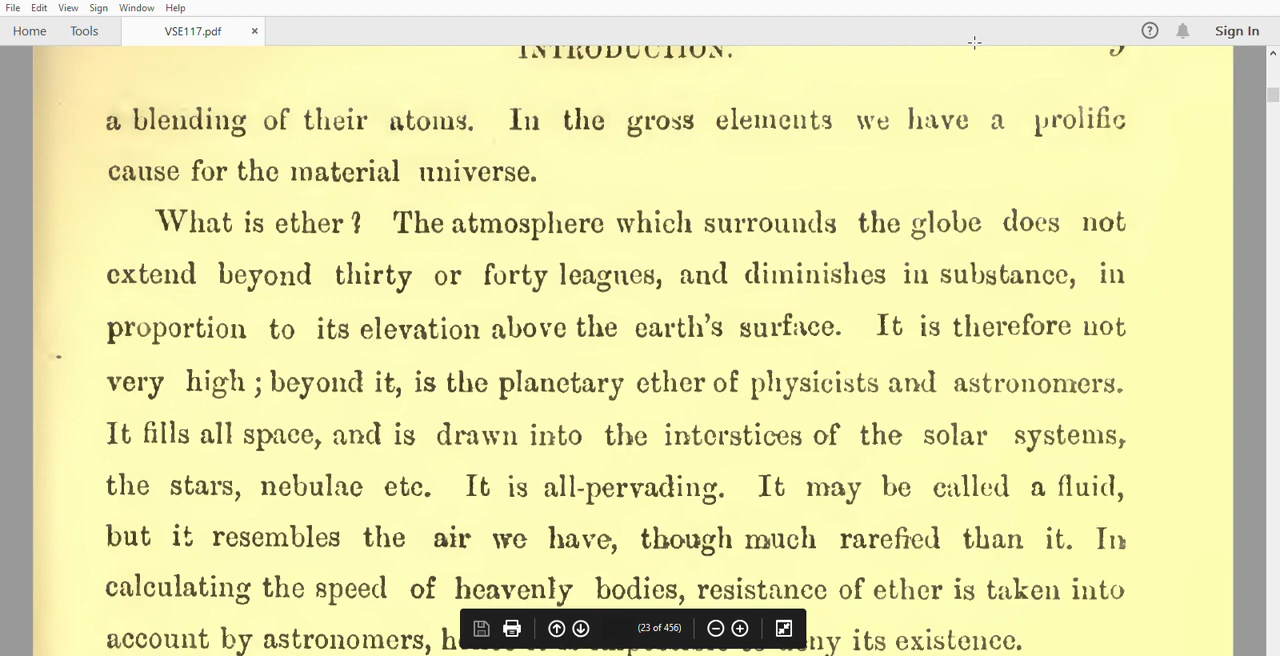 File Edit View Sign Window Help
Home Tools VSE117.pdf × Sign In
INTRODUCTION.
a blending of their atoms. In the gross elements we have a prolific
cause for the material universe.
What is ether? The atmosphere which surrounds the globe does not
extend beyond thirty or forty leagues, and diminishes in substance, in
proportion to its elevation above the earth's surface. It is therefore not
very high; beyond it, is the planetary ether of physicists and astronomers.
It fills all space, and is drawn into the interstices of the solar systems,
the stars, nebulae etc. It is all-pervading. It may be called a fluid,
but it resembles the air we have, though much rarefied than it. In
calculating the speed of heavenly bodies, resistance of ether is taken into
account by astronomers, its existence.
(23 of 456)